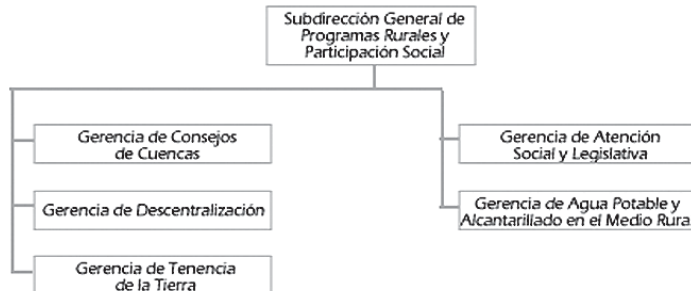 Subdirección General de
Programas Rurales y
Participación Social
Gerencia de Consejos
de Cuencas
Gerencia de Descentralización
Gerencia de Tenencia
de la Tierra
Gerencia de Atención
Social y Legislativa
Gerencia de Agua Potable y
Alcantarillado en el Medio Rura